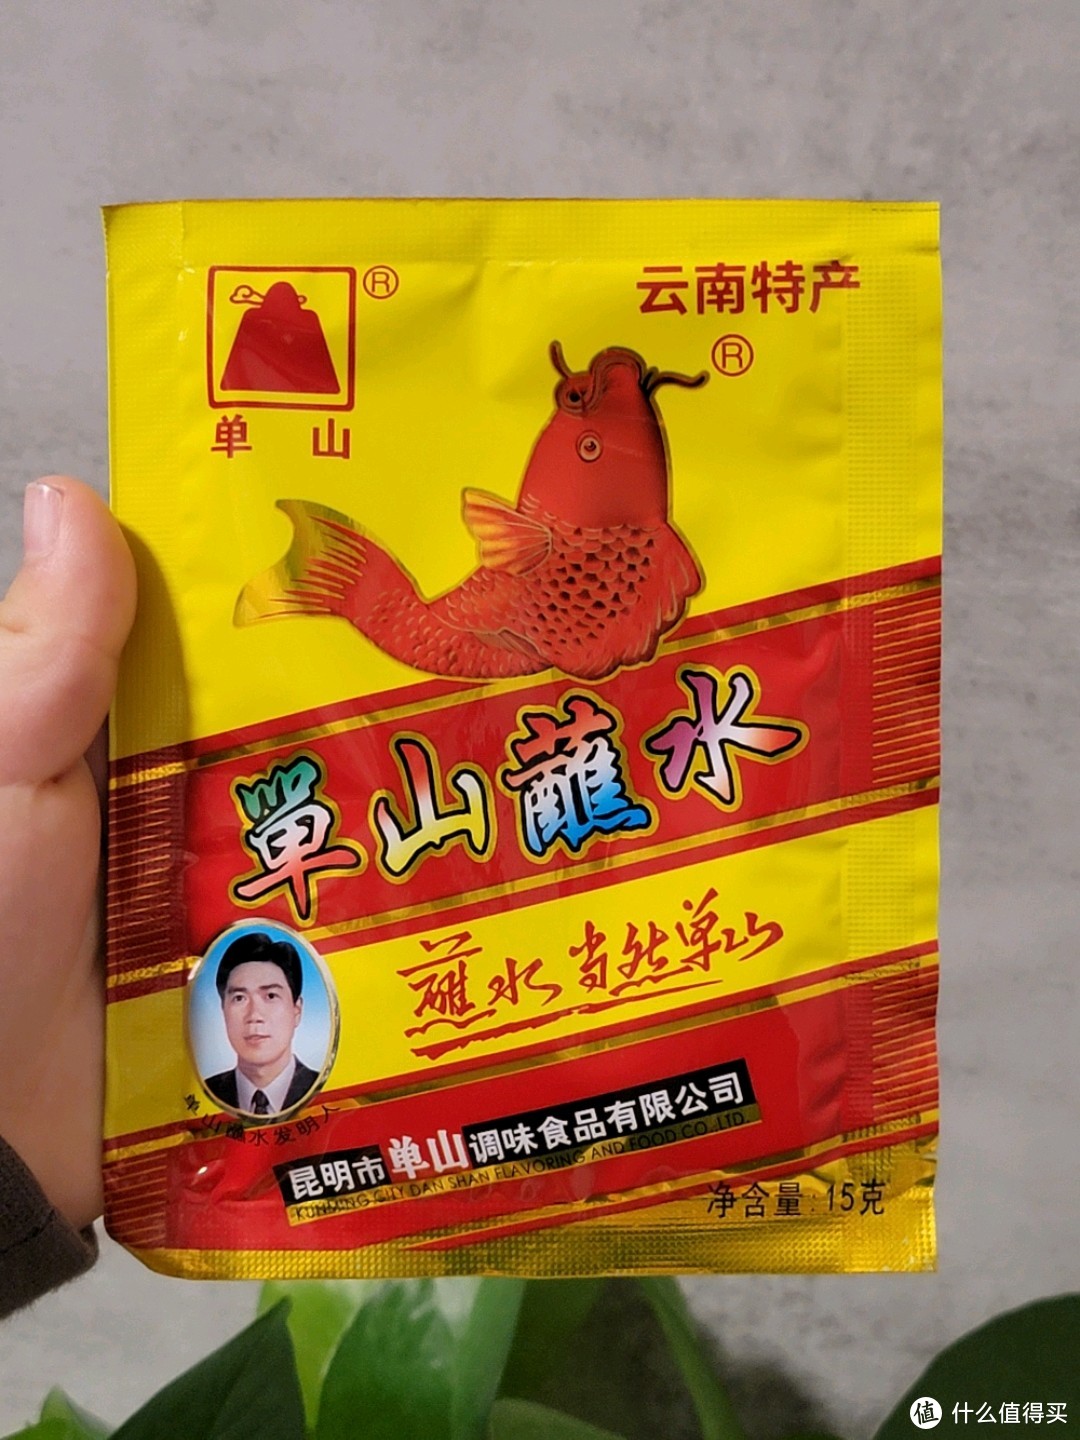 ®
云南特产
®
单 山
單山蘸水
蘸水当然单山
单山蘸水发明人
昆明市单山调味食品有限公司
KUNMING CITY DAN SHAN FLAVORING AND FOOD CO.,LTD.
净含量:15克
值 什么值得买